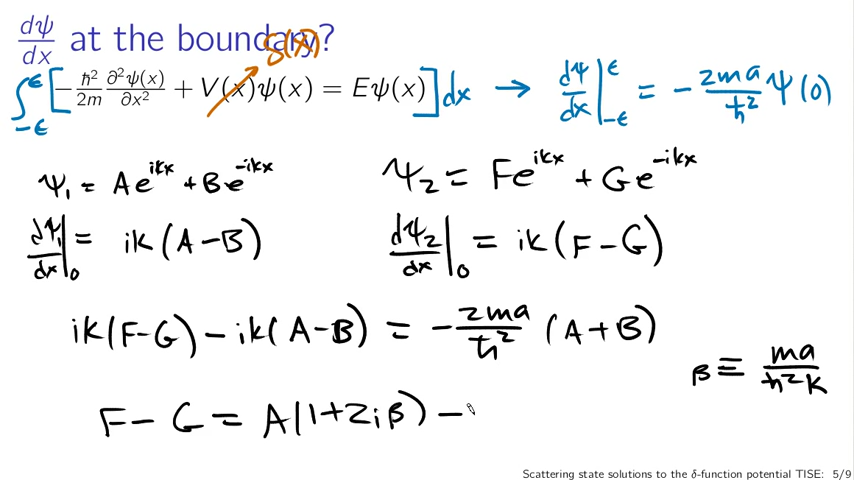 dψ/dx at the boundary?
δ(x)
∫_{-ε}^{ε} [ -ℏ²/2m ∂²ψ(x)/∂x² + V(x)ψ(x) = Eψ(x) ] dx → dψ/dx |_{-ε}^{ε} = -2ma/ℏ² ψ(0)
ψ₁ = Ae^{ikx} + Be^{-ikx} ψ₂ = Fe^{ikx} + Ge^{-ikx}
dψ₁/dx |₀ = ik(A-B) dψ₂/dx |₀ = ik(F-G)
ik(F-G) - ik(A-B) = -2ma/ℏ² (A+B)
β ≡ ma/ℏ²k
F - G = A(1+2iβ) -
Scattering state solutions to the δ-function potential TISE: 5/9